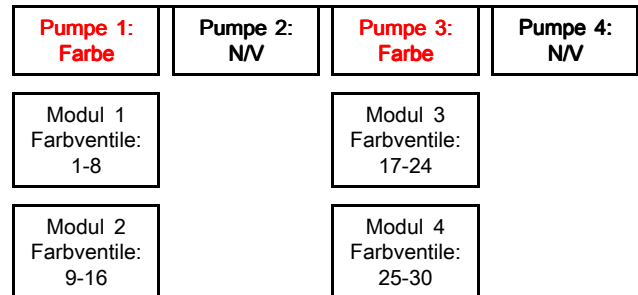 Pumpe 1:
Farbe
Pumpe 2:
N/V
Pumpe 3:
Farbe
Pumpe 4:
N/V
Modul 1
Farbventile:
1-8
Modul 3
Farbventile:
17-24
Modul 2
Farbventile:
9-16
Modul 4
Farbventile:
25-30